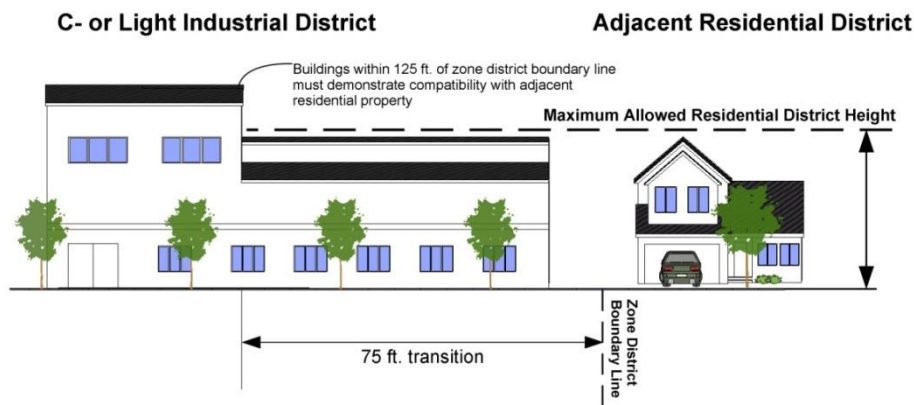 C- or Light Industrial District
Adjacent Residential District
Buildings within 125 ft. of zone district boundary line
must demonstrate compatibility with adjacent
residential property
Maximum Allowed Residential District Height
75 ft. transition
Zone District
Boundary Line